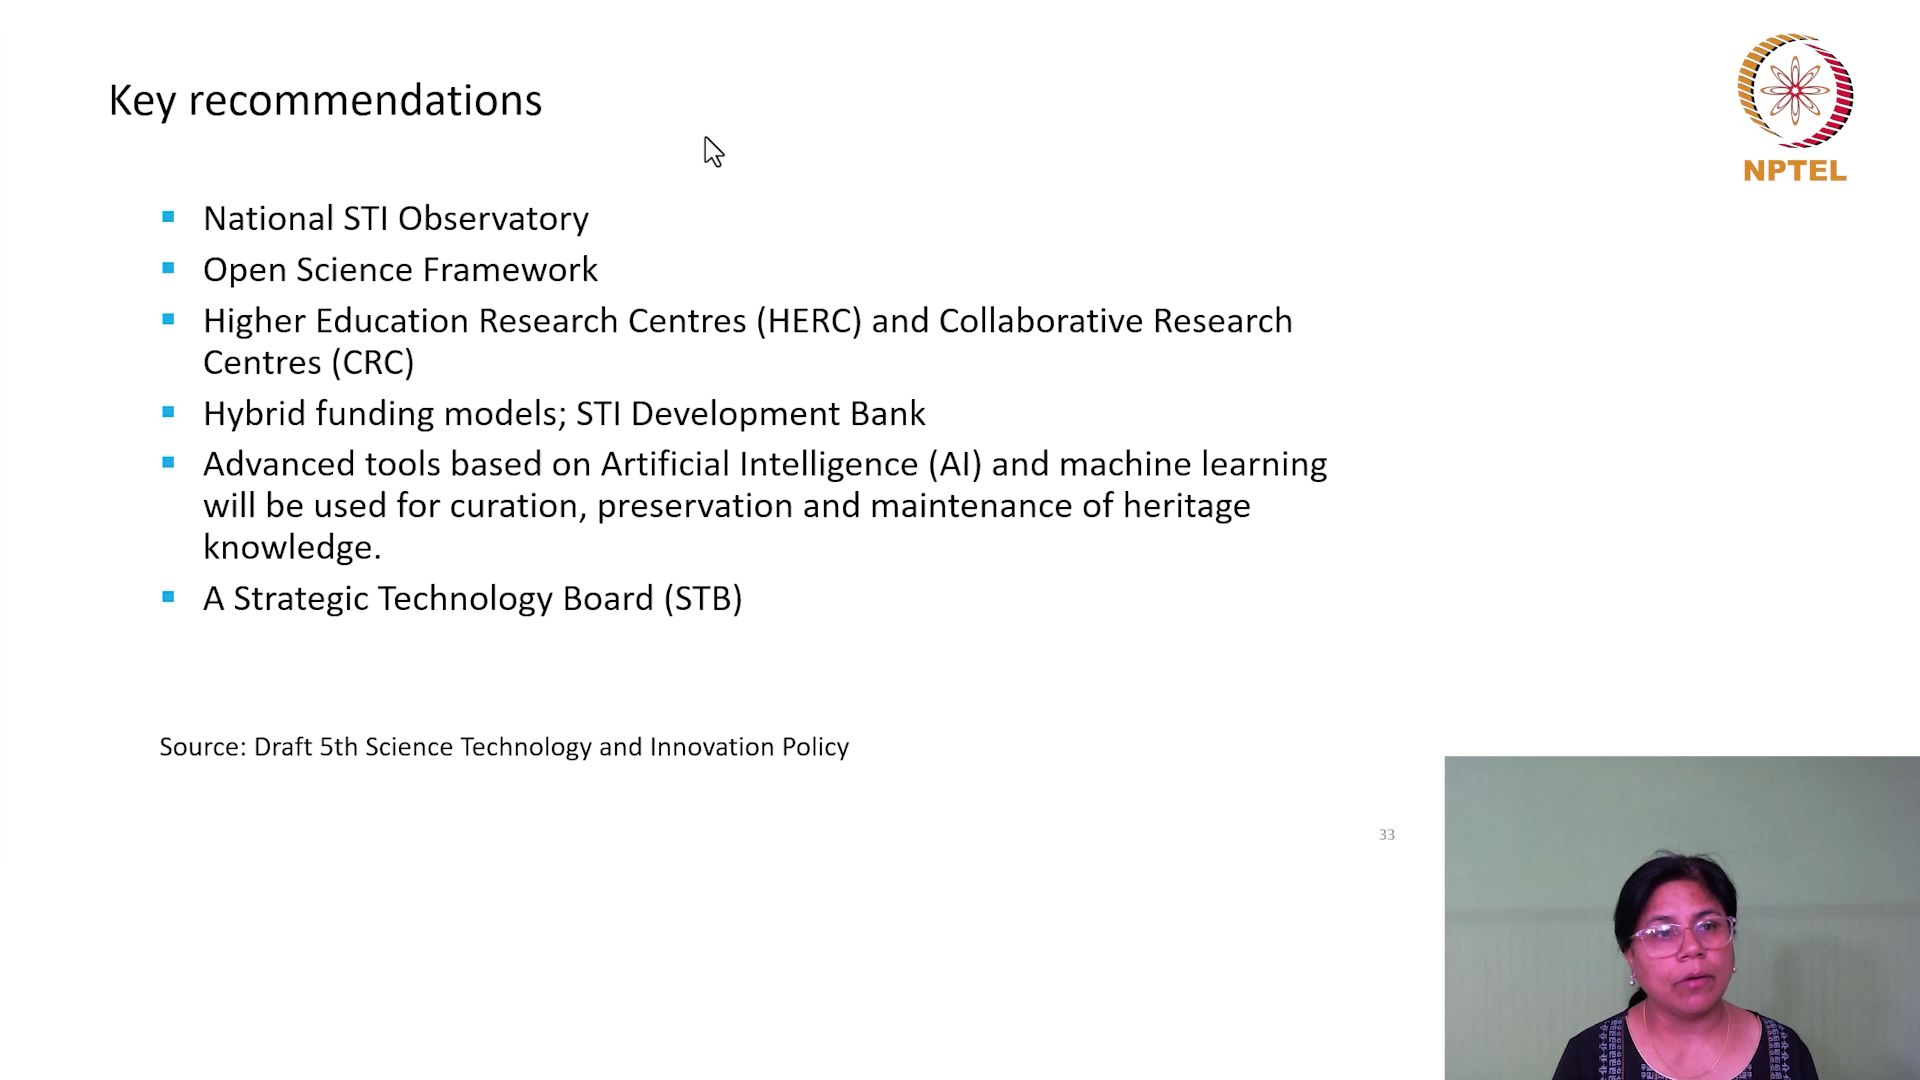 Key recommendations
NPTEL
National STI Observatory
Open Science Framework
Higher Education Research Centres (HERC) and Collaborative Research
Centres (CRC)
Hybrid funding models; STI Development Bank
Advanced tools based on Artificial Intelligence (AI) and machine learning
will be used for curation, preservation and maintenance of heritage
knowledge.
A Strategic Technology Board (STB)
Source: Draft 5th Science Technology and Innovation Policy
33